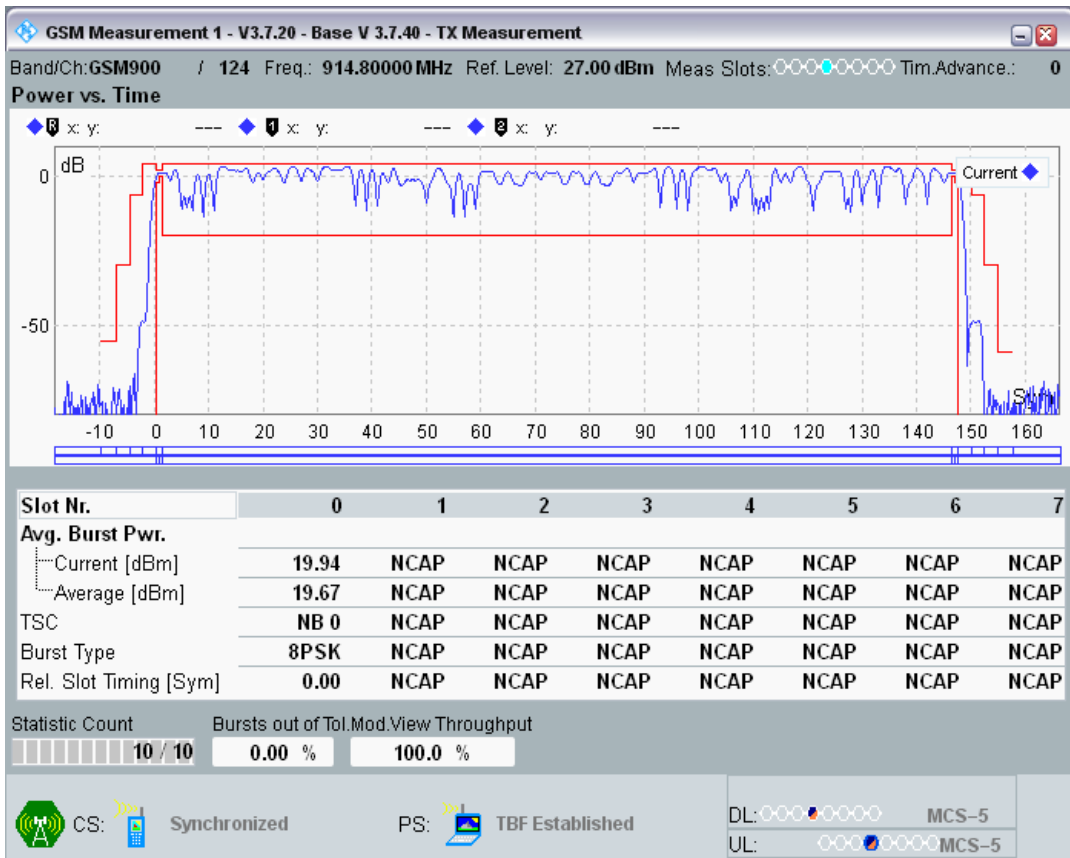 GSM Measurement 1 - V3.7.20 - Base V 3.7.40 - TX Measurement
Band/Ch:GSM900 / 124 Freq.: 914.80000 MHz Ref. Level: 27.00 dBm Meas Slots: Tim.Advance.: 0
Power vs. Time
R x: y: --- 1 x: y: --- 2 x: y: ---
dB
Current
0
-50
Sym
-10 0 10 20 30 40 50 60 70 80 90 100 110 120 130 140 150 160
Slot Nr. 0 1 2 3 4 5 6 7
Avg. Burst Pwr.
Current [dBm] 19.94 NCAP NCAP NCAP NCAP NCAP NCAP NCAP
Average [dBm] 19.67 NCAP NCAP NCAP NCAP NCAP NCAP NCAP
TSC NB 0 NCAP NCAP NCAP NCAP NCAP NCAP NCAP
Burst Type 8PSK NCAP NCAP NCAP NCAP NCAP NCAP NCAP
Rel. Slot Timing [Sym] 0.00 NCAP NCAP NCAP NCAP NCAP NCAP NCAP
Statistic Count Bursts out of Tol.Mod.View Throughput
10 / 10 0.00 % 100.0 %
CS: Synchronized PS: TBF Established
DL: MCS-5
UL: MCS-5